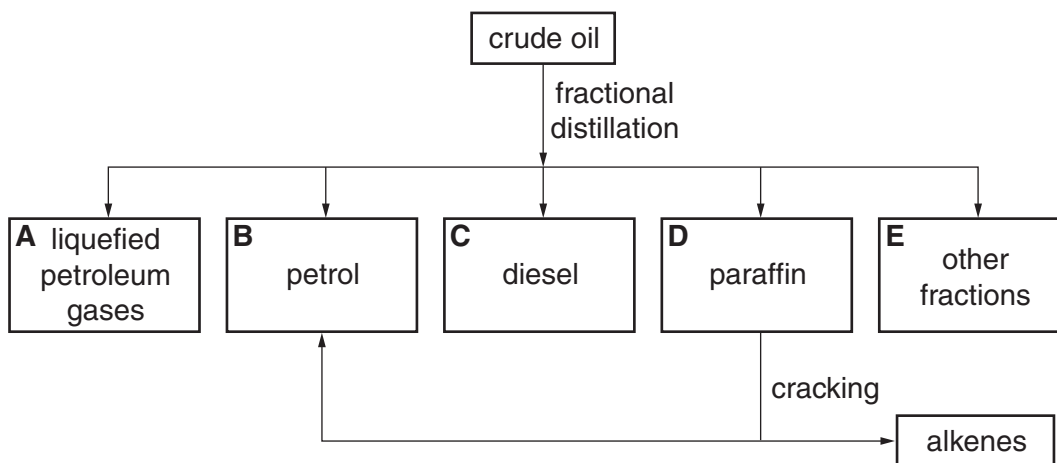 crude oil
fractional
distillation
A liquefied
petroleum
gases
B
petrol
C
diesel
D
paraffin
E
other
fractions
cracking
alkenes